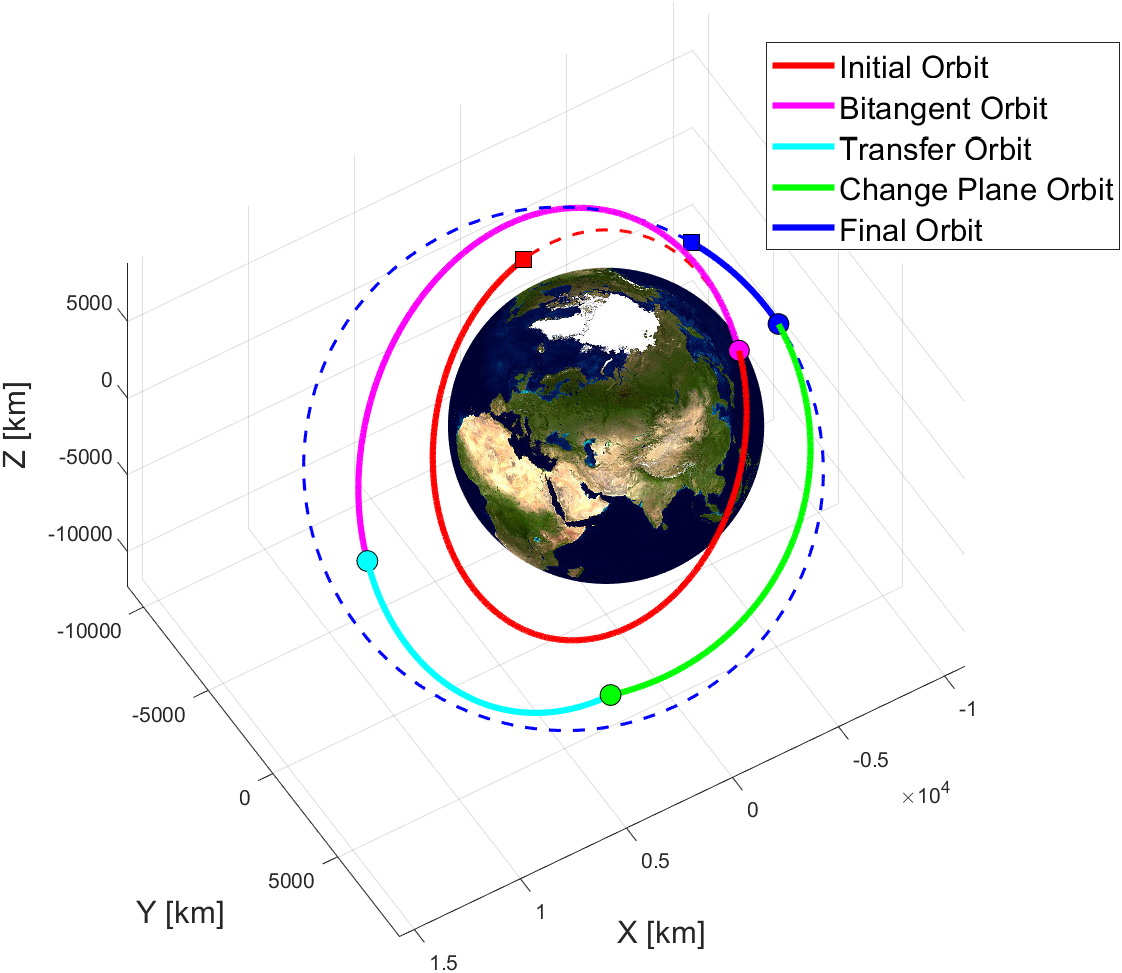 Initial Orbit
Bitangent Orbit
Transfer Orbit
Change Plane Orbit
Final Orbit
5000
0
-5000
-10000
Z [km]
-10000
-5000
0
5000
Y [km]
-1
-0.5
×10⁴
0
0.5
1
1.5
X [km]